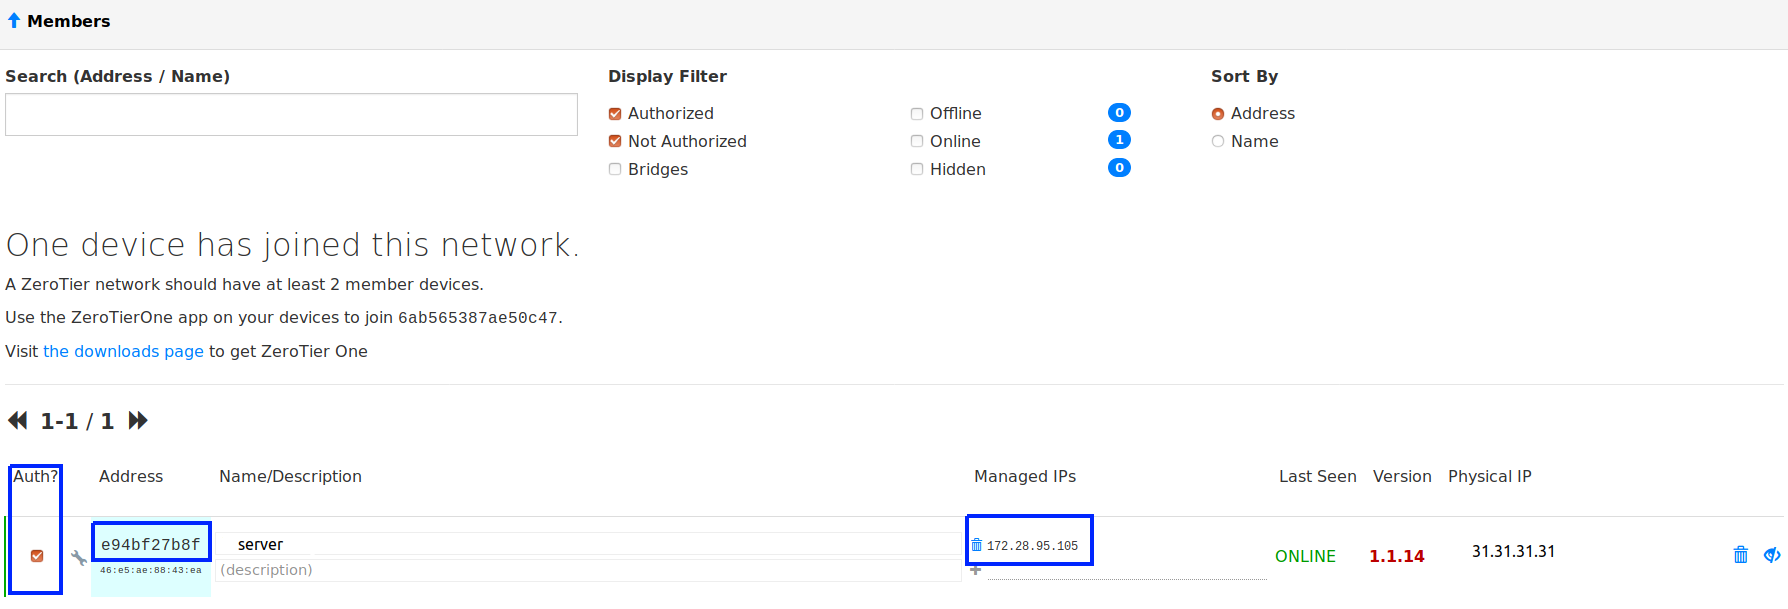 Members
Search (Address / Name)
Display Filter
Sort By
Authorized
Offline
0
Address
Not Authorized
Online
1
Name
Bridges
Hidden
0
One device has joined this network.
A ZeroTier network should have at least 2 member devices.
Use the ZeroTierOne app on your devices to join 6ab565387ae50c47.
Visit the downloads page to get ZeroTier One
1-1 / 1
Auth? Address Name/Description Managed IPs Last Seen Version Physical IP
e94bf27b8f server 172.28.95.105 ONLINE 1.1.14 31.31.31.31
46:e5:ae:88:43:ea (description)